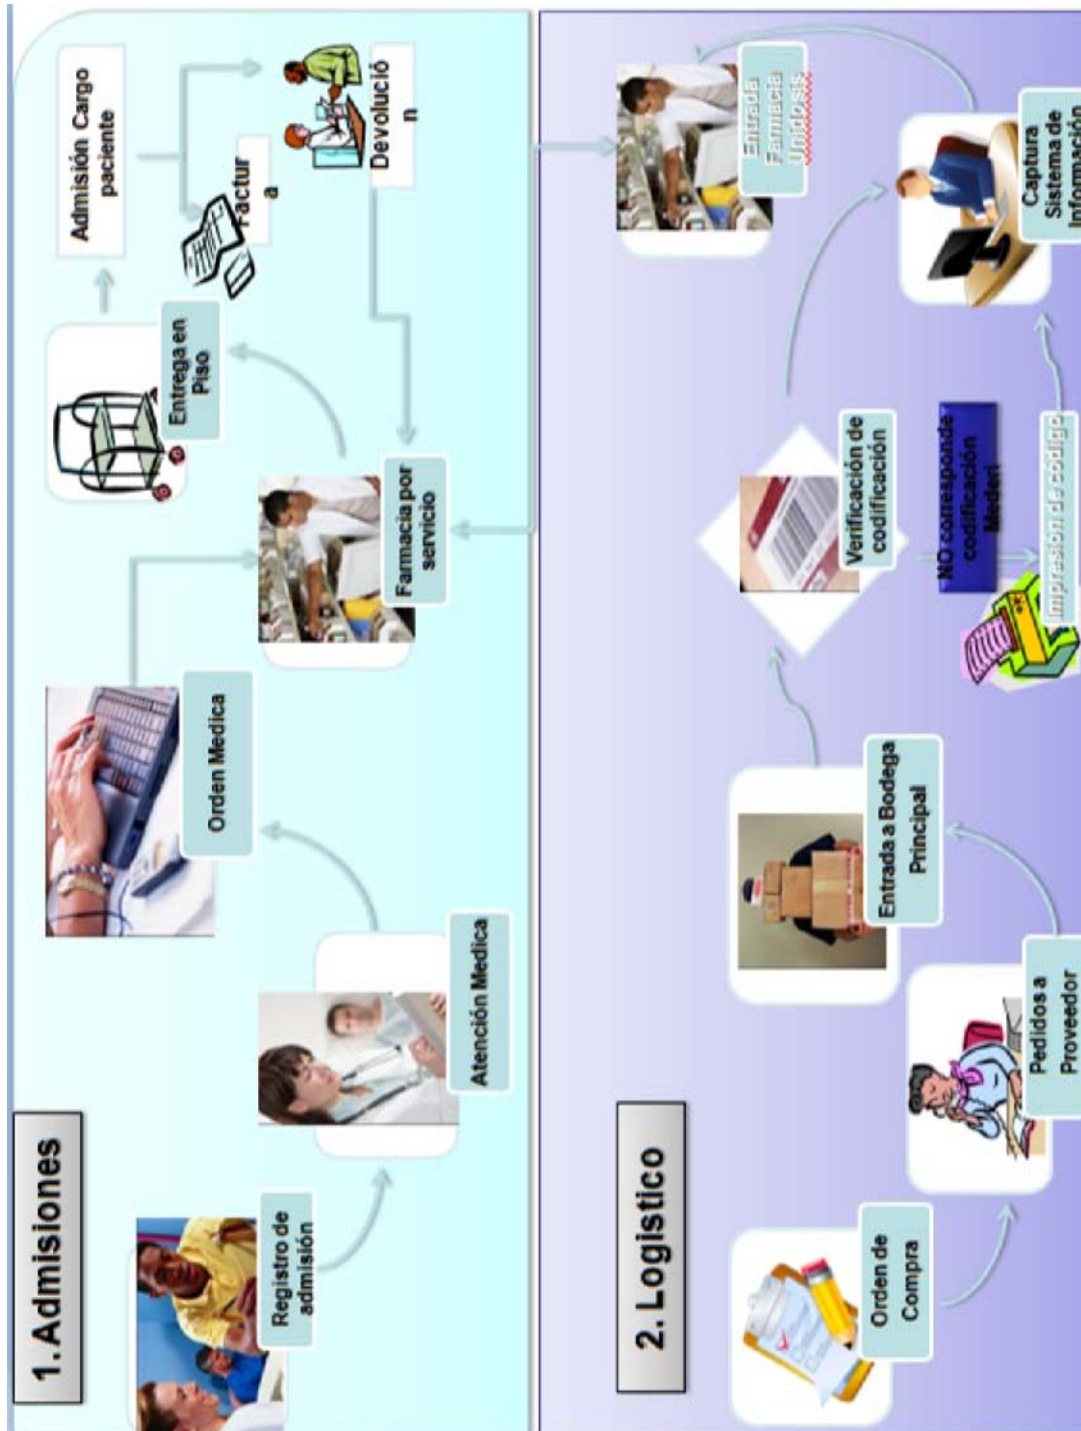 1. Admisiones
Registro de
admisión
Atención Medica
Orden Medica
Farmacia por
servicio
Entrega en
Piso
Admisión Cargo
paciente
Factur
a
Devolució
n
2. Logistico
Orden de
Compra
Pedidos a
Proveedor
Entrada a Bodega
Principal
Verificación de
codificación
NO corresponde
codificación
Mederi
Impresión de codigo
Captura
Sistema de
Información
Entrada
Farmacia
Unidosis